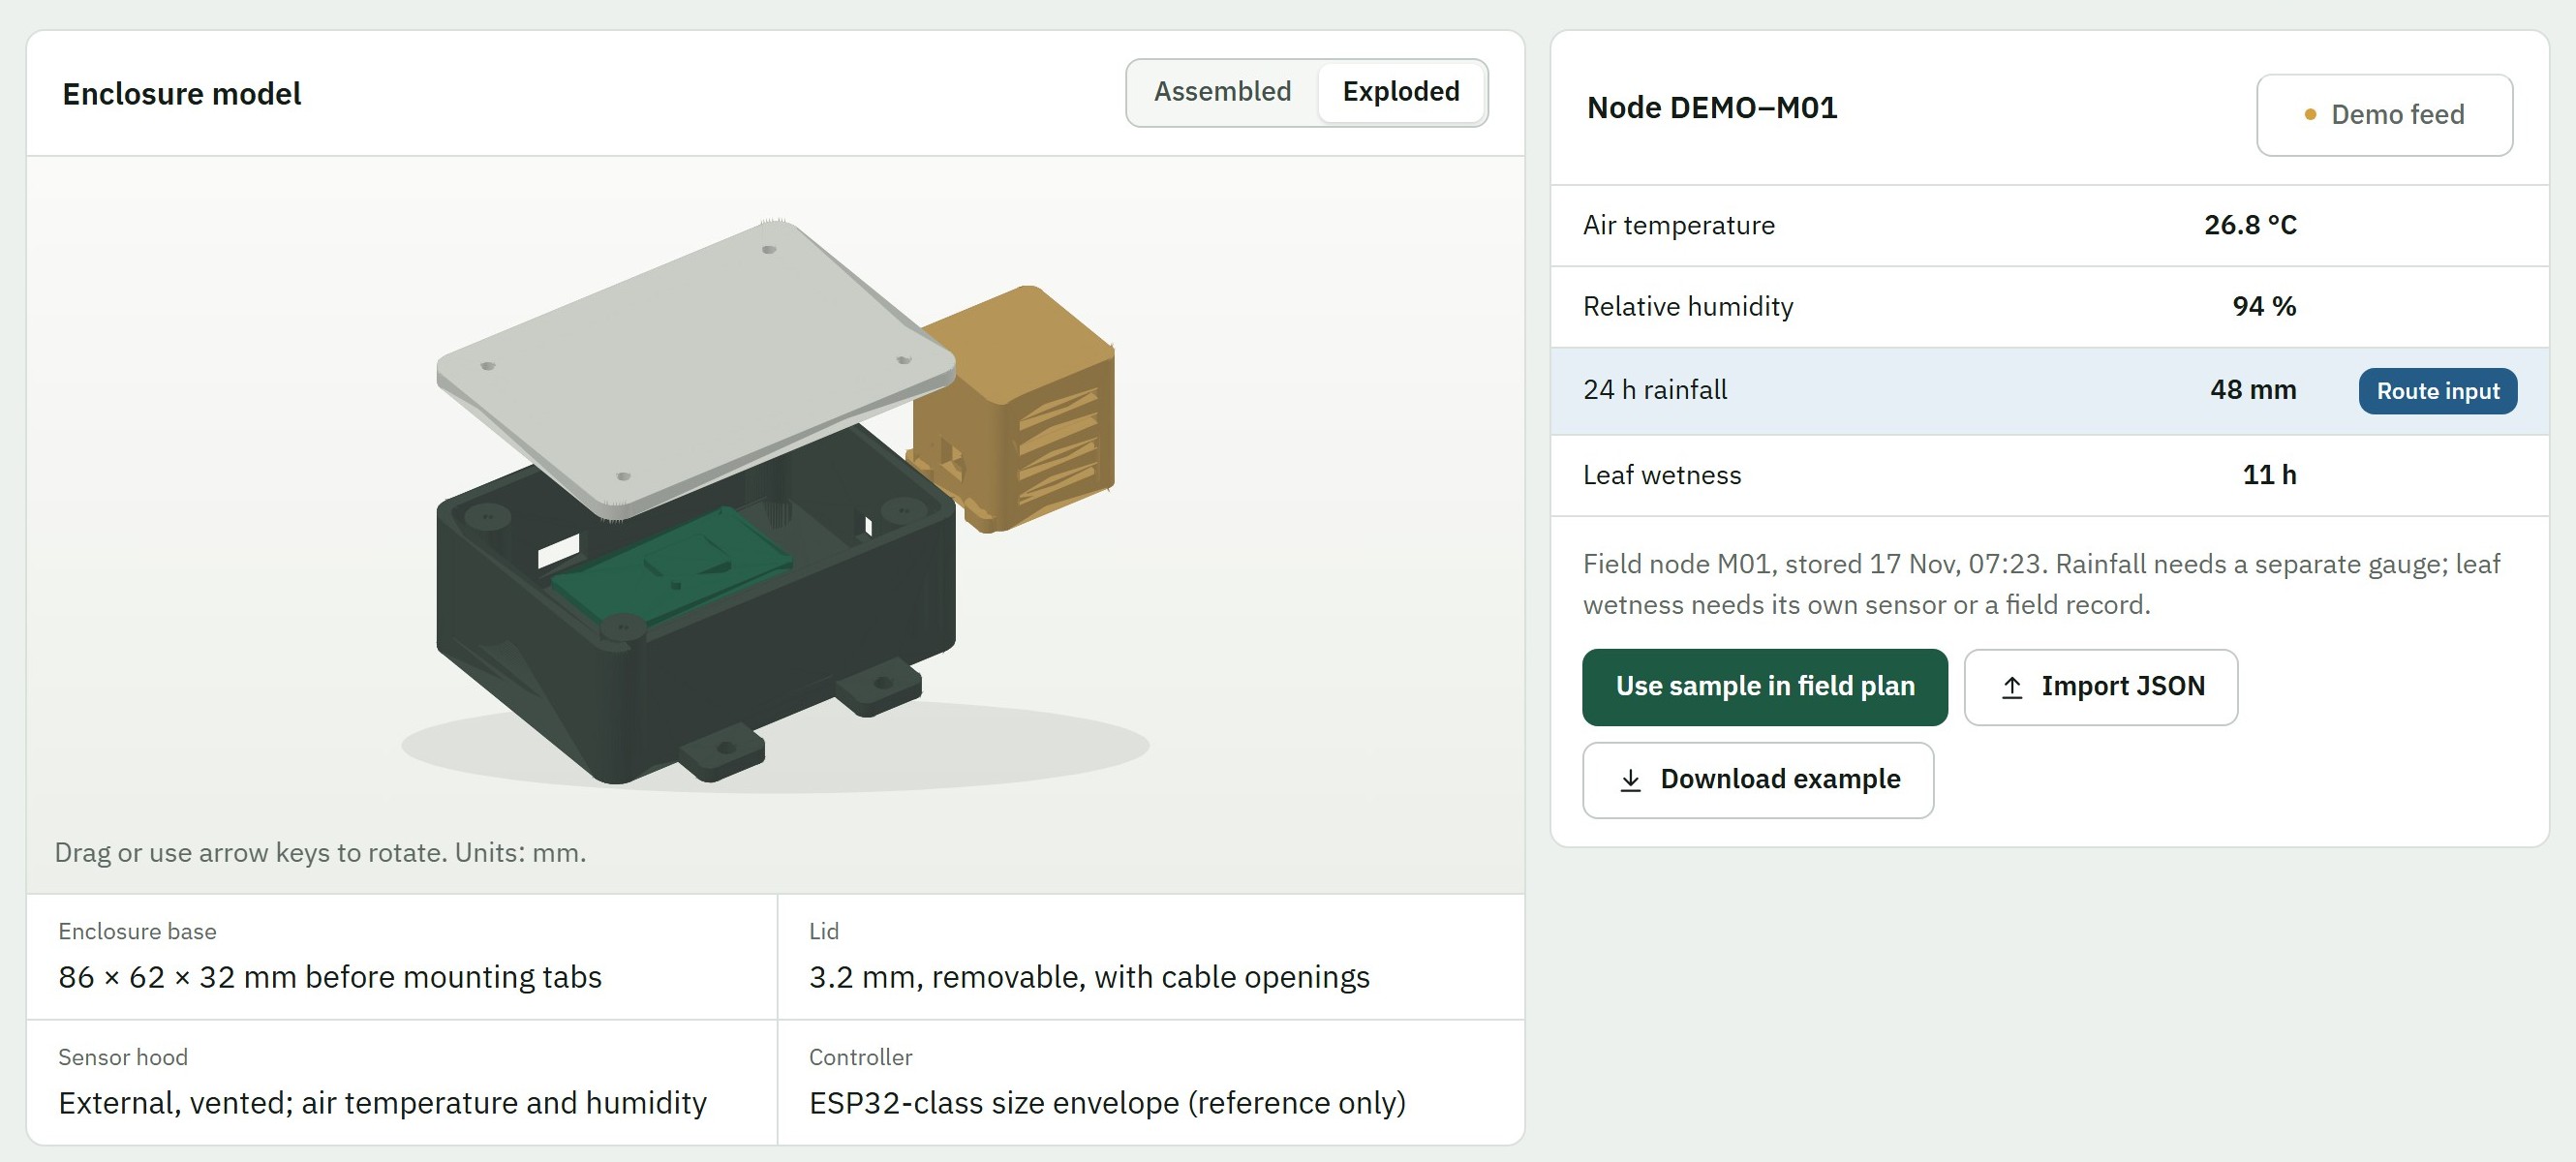 Enclosure model
Assembled
Exploded
Drag or use arrow keys to rotate. Units: mm.
Enclosure base
86 × 62 × 32 mm before mounting tabs
Lid
3.2 mm, removable, with cable openings
Sensor hood
External, vented; air temperature and humidity
Controller
ESP32-class size envelope (reference only)
Node DEMO–M01
Demo feed
Air temperature
26.8 °C
Relative humidity
94 %
24 h rainfall
48 mm
Route input
Leaf wetness
11 h
Field node M01, stored 17 Nov, 07:23. Rainfall needs a separate gauge; leaf
wetness needs its own sensor or a field record.
Use sample in field plan
Import JSON
Download example